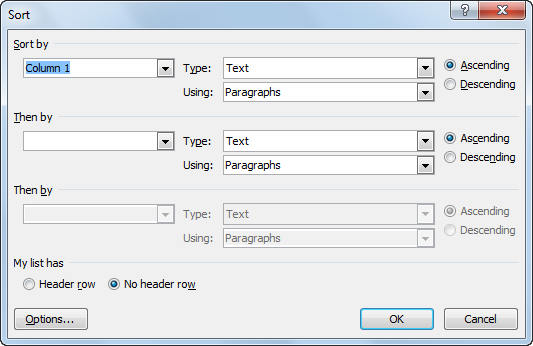 Sort
Sort by
Column 1 Type: Text Ascending
Using: Paragraphs Descending
Then by
Type: Text Ascending
Using: Paragraphs Descending
Then by
Type: Text Ascending
Using: Paragraphs Descending
My list has
Header row No header row
Options... OK Cancel